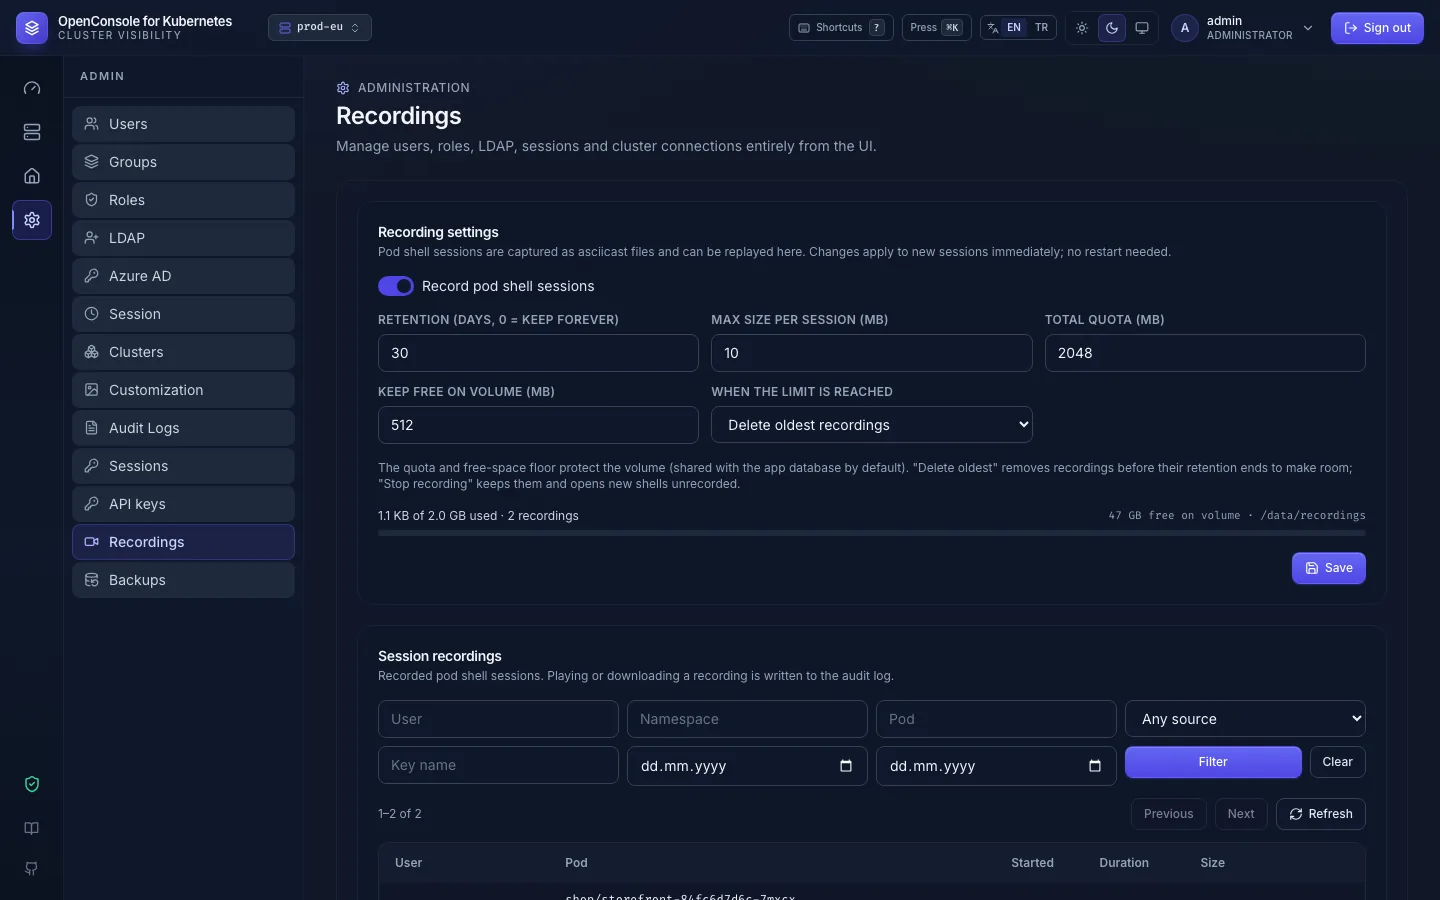 OpenConsole for Kubernetes
CLUSTER VISIBILITY
prod-eu
Shortcuts ?
Press ⌘K
EN TR
A
admin
ADMINISTRATOR
Sign out
ADMIN
Users
Groups
Roles
LDAP
Azure AD
Session
Clusters
Customization
Audit Logs
Sessions
API keys
Recordings
Backups
ADMINISTRATION
Recordings
Manage users, roles, LDAP, sessions and cluster connections entirely from the UI.
Recording settings
Pod shell sessions are captured as asciicast files and can be replayed here. Changes apply to new sessions immediately; no restart needed.
Record pod shell sessions
RETENTION (DAYS, 0 = KEEP FOREVER) MAX SIZE PER SESSION (MB) TOTAL QUOTA (MB)
30 10 2048
KEEP FREE ON VOLUME (MB) WHEN THE LIMIT IS REACHED
512 Delete oldest recordings
The quota and free-space floor protect the volume (shared with the app database by default). "Delete oldest" removes recordings before their retention ends to make room;
"Stop recording" keeps them and opens new shells unrecorded.
1.1 KB of 2.0 GB used · 2 recordings 47 GB free on volume · /data/recordings
Save
Session recordings
Recorded pod shell sessions. Playing or downloading a recording is written to the audit log.
User Namespace Pod Any source
Key name dd.mm.yyyy dd.mm.yyyy Filter Clear
1–2 of 2 Previous Next Refresh
User Pod Started Duration Size
shop/storefront-84fc6d7d6c-7mxcx